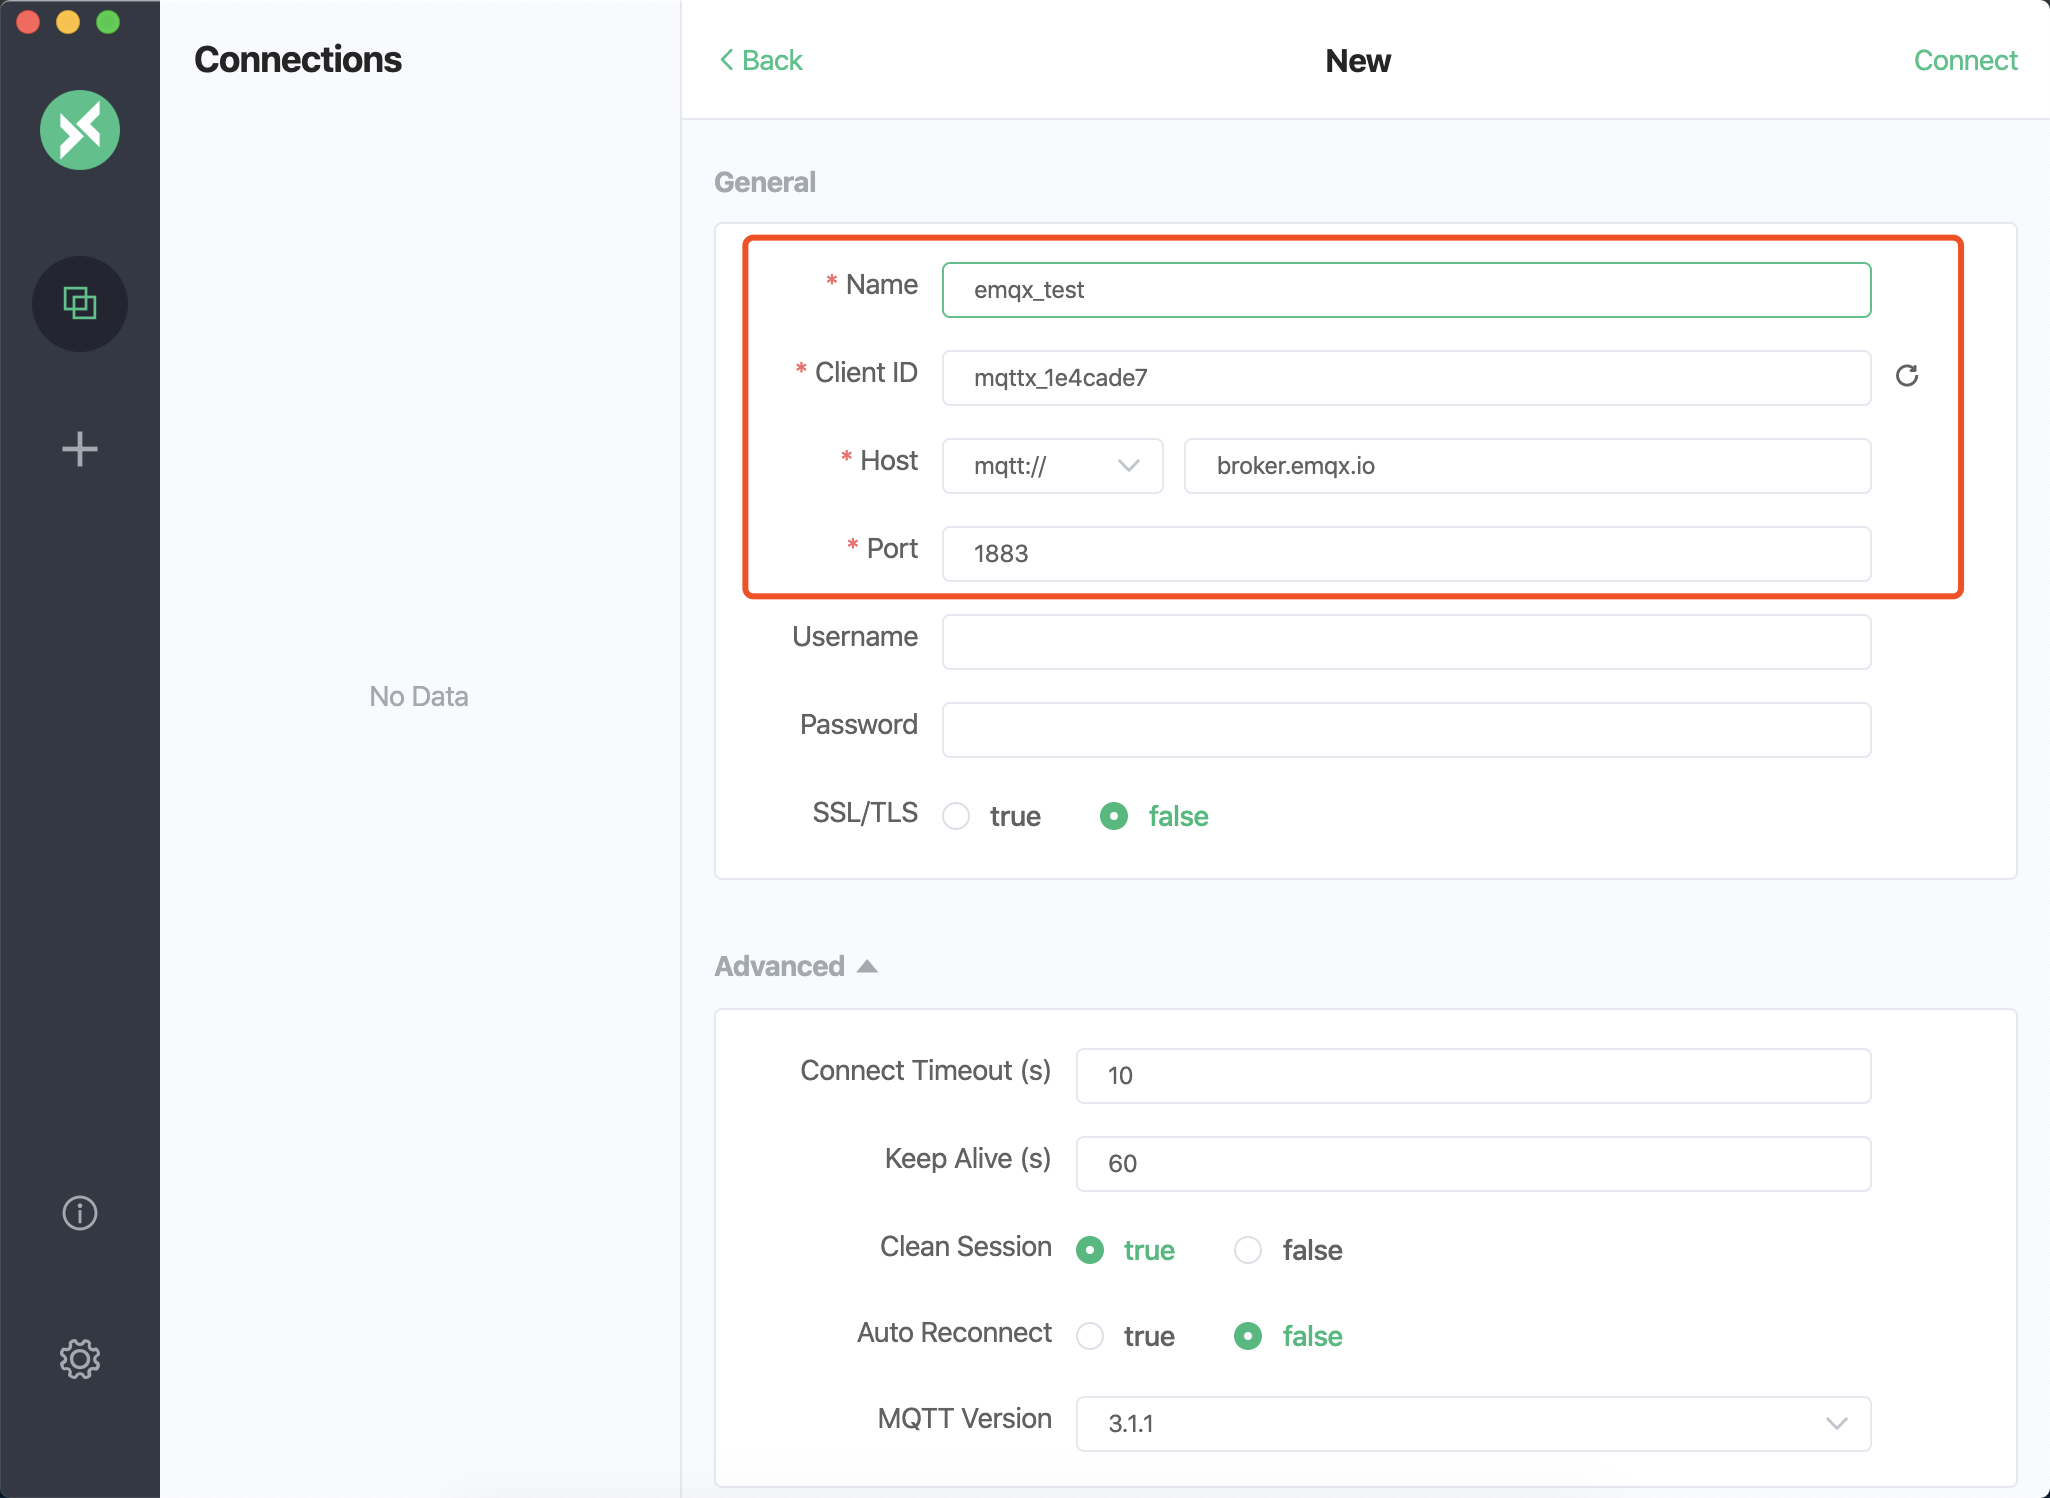 Connections
Back
New
Connect
General
* Name
emqx_test
* Client ID
mqttx_1e4cade7
* Host
mqtt://
broker.emqx.io
* Port
1883
Username
Password
SSL/TLS
true
false
No Data
Advanced
Connect Timeout (s)
10
Keep Alive (s)
60
Clean Session
true
false
Auto Reconnect
true
false
MQTT Version
3.1.1